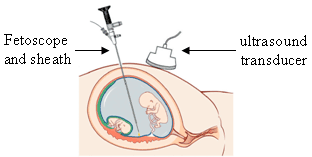 Fetoscope
and sheath
ultrasound
transducer